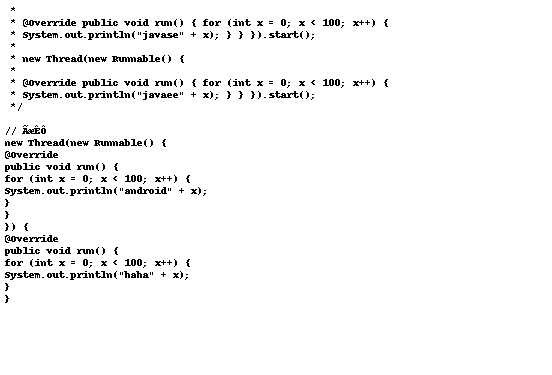 *
* @Override public void run() { for (int x = 0; x < 100; x++) {
* System.out.println("javase" + x); } } }).start();
*
* new Thread(new Runnable() {
*
* @Override public void run() { for (int x = 0; x < 100; x++) {
* System.out.println("javaee" + x); } } }).start();
*/

// ÃæÊÔ
new Thread(new Runnable() {
@Override
public void run() {
for (int x = 0; x < 100; x++) {
System.out.println("android" + x);
}
}
}) {
@Override
public void run() {
for (int x = 0; x < 100; x++) {
System.out.println("haha" + x);
}
}